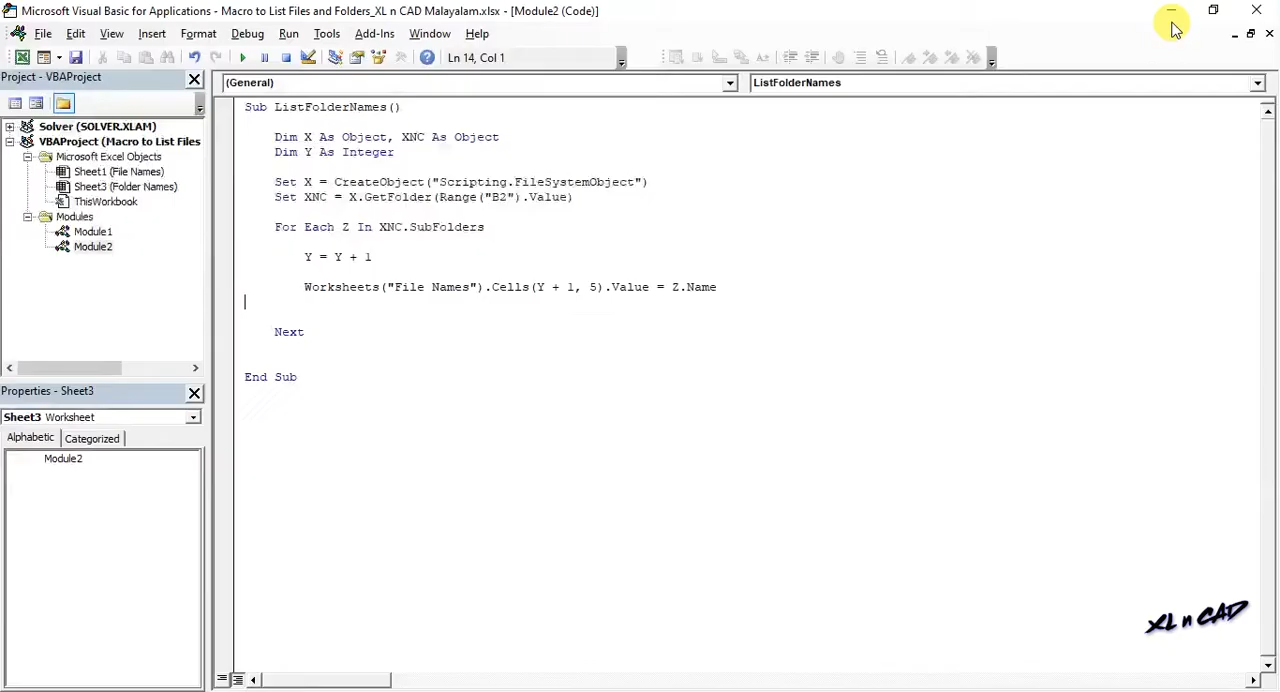 Microsoft Visual Basic for Applications - Macro to List Files and Folders_XL n CAD Malayalam.xlsx - [Module2 (Code)]
File Edit View Insert Format Debug Run Tools Add-Ins Window Help
Ln 14, Col 1
Project - VBAProject
(General)
ListFolderNames
Solver (SOLVER.XLAM)
VBAProject (Macro to List Files
Microsoft Excel Objects
Sheet1 (File Names)
Sheet3 (Folder Names)
ThisWorkbook
Modules
Module1
Module2
Properties - Sheet3
Sheet3 Worksheet
Alphabetic Categorized
Module2
Sub ListFolderNames()
Dim X As Object, XNC As Object
Dim Y As Integer
Set X = CreateObject("Scripting.FileSystemObject")
Set XNC = X.GetFolder(Range("B2").Value)
For Each Z In XNC.SubFolders
Y = Y + 1
Worksheets("File Names").Cells(Y + 1, 5).Value = Z.Name
Next
End Sub
XL n CAD